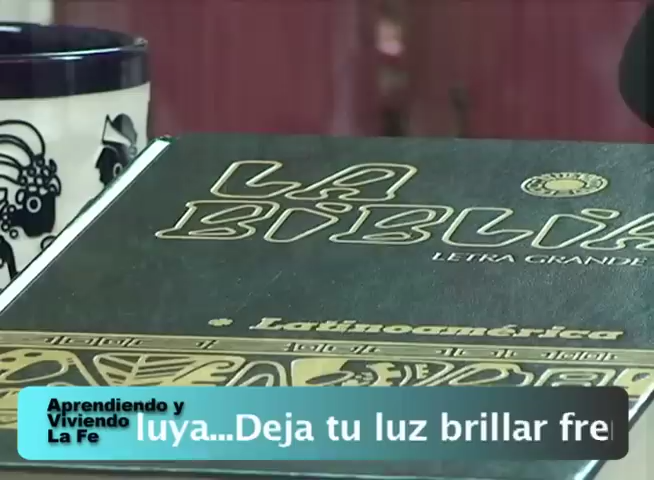 LA
BIBLIA
LETRA GRANDE
Latinoamérica
Aprendiendo y
Viviendo
La Fe
luya...Deja tu luz brillar fre